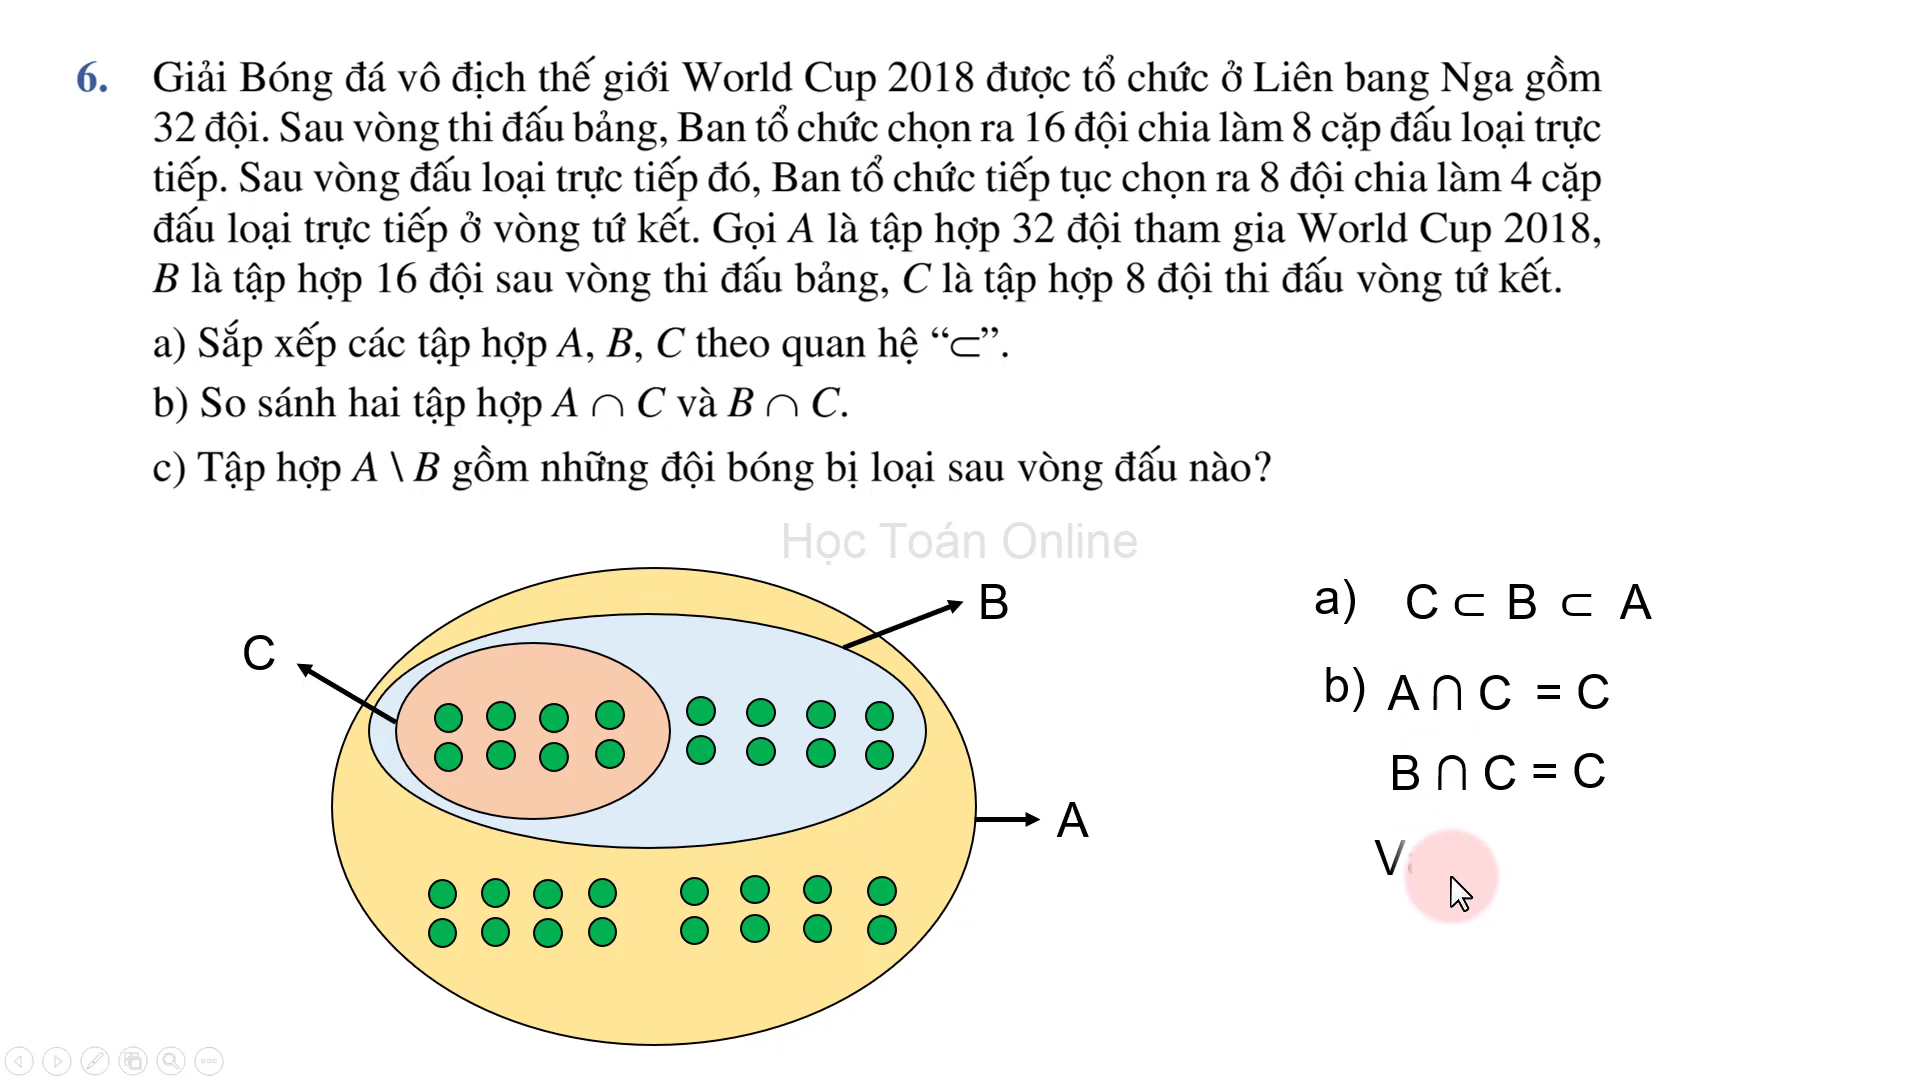 6. Giải Bóng đá vô địch thế giới World Cup 2018 được tổ chức ở Liên bang Nga gồm
32 đội. Sau vòng thi đấu bảng, Ban tổ chức chọn ra 16 đội chia làm 8 cặp đấu loại trực
tiếp. Sau vòng đấu loại trực tiếp đó, Ban tổ chức tiếp tục chọn ra 8 đội chia làm 4 cặp
đấu loại trực tiếp ở vòng tứ kết. Gọi A là tập hợp 32 đội tham gia World Cup 2018,
B là tập hợp 16 đội sau vòng thi đấu bảng, C là tập hợp 8 đội thi đấu vòng tứ kết.
a) Sắp xếp các tập hợp A, B, C theo quan hệ “⊂”.
b) So sánh hai tập hợp A ∩ C và B ∩ C.
c) Tập hợp A \ B gồm những đội bóng bị loại sau vòng đấu nào?
Học Toán Online
C
B
A
a) C ⊂ B ⊂ A
b) A ∩ C = C
B ∩ C = C